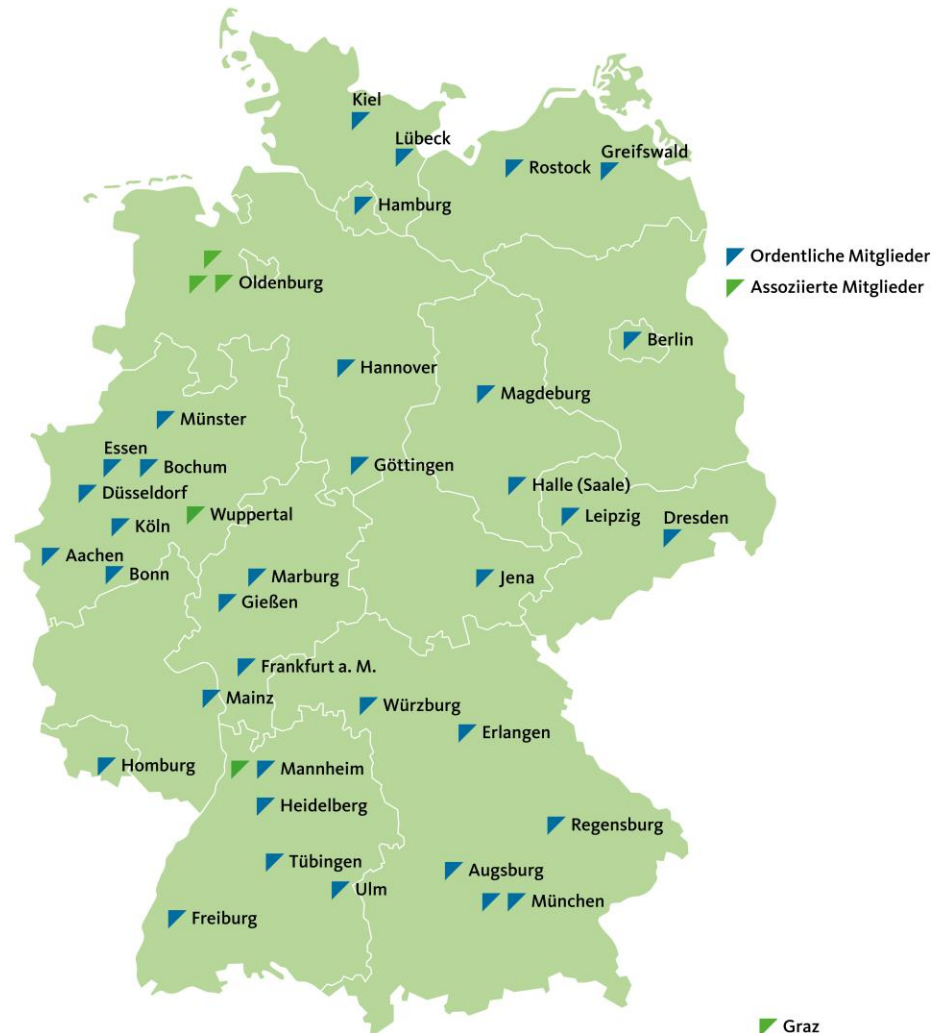 Kiel
Lübeck
Greifswald
Rostock
Hamburg
Ordentliche Mitglieder
Oldenburg
Assoziierte Mitglieder
Berlin
Hannover
Magdeburg
Münster
Essen
Bochum
Göttingen
Halle (Saale)
Düsseldorf
Wuppertal
Leipzig
Dresden
Köln
Aachen
Bonn
Marburg
Jena
Gießen
Frankfurt a. M.
Mainz
Würzburg
Erlangen
Homburg
Mannheim
Heidelberg
Regensburg
Tübingen
Augsburg
Ulm
München
Freiburg
Graz